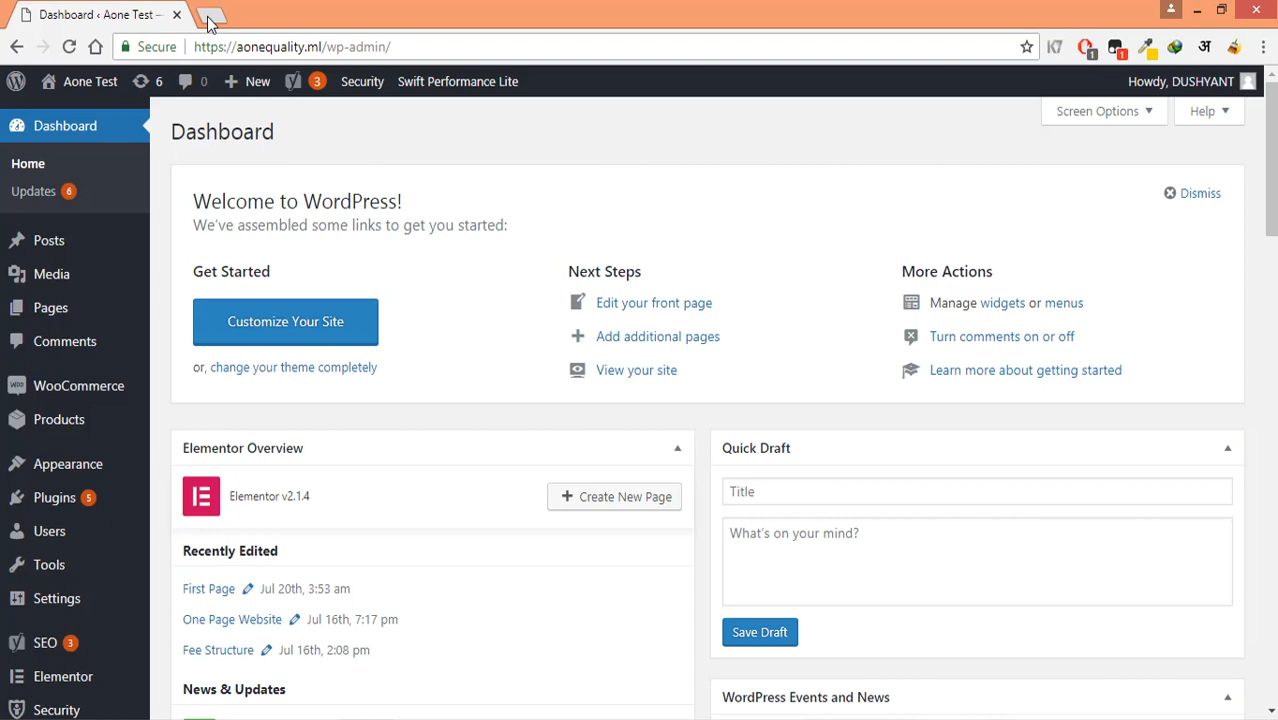 Dashboard ‹ Aone Test —
Secure https://aonequality.ml/wp-admin/
K7 1 1 अ
Aone Test 6 0 New 3 Security Swift Performance Lite Howdy, DUSHYANT
Dashboard
Home
Updates 6
Posts
Media
Pages
Comments
Woo WooCommerce
Products
Appearance
Plugins 5
Users
Tools
Settings
SEO 3
Elementor
Security
Screen Options Help
Dashboard
Welcome to WordPress!
Dismiss
We've assembled some links to get you started:
Get Started
Customize Your Site
or, change your theme completely
Next Steps
Edit your front page
Add additional pages
View your site
More Actions
Manage widgets or menus
Turn comments on or off
Learn more about getting started
Elementor Overview
Elementor v2.1.4
Create New Page
Recently Edited
First Page Jul 20th, 3:53 am
One Page Website Jul 16th, 7:17 pm
Fee Structure Jul 16th, 2:08 pm
News & Updates
Quick Draft
Title
What's on your mind?
Save Draft
WordPress Events and News